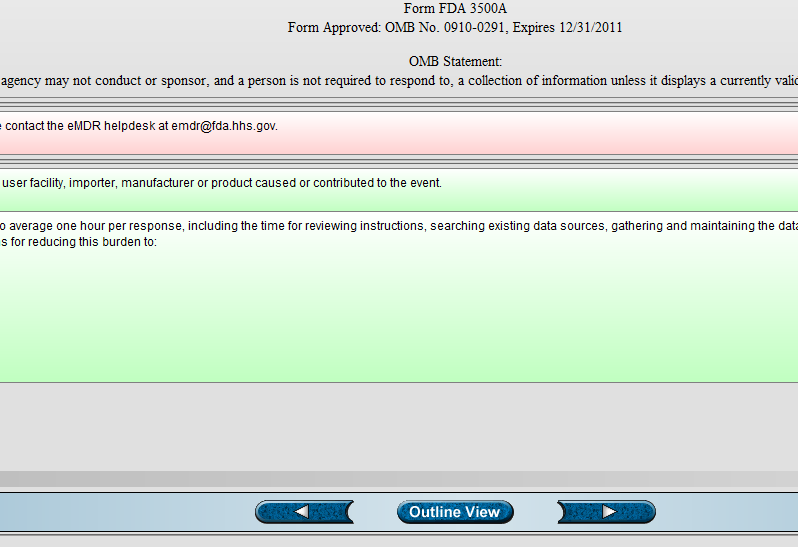 Form FDA 3500A
Form Approved: OMB No. 0910-0291, Expires 12/31/2011
OMB Statement:
agency may not conduct or sponsor, and a person is not required to respond to, a collection of information unless it displays a currently
contact the eMDR helpdesk at emdr@fda.hhs.gov.
user facility, importer, manufacturer or product caused or contributed to the event.
average one hour per response, including the time for reviewing instructions, searching existing data sources, gathering and maintaining the data
for reducing this burden to:
Outline View